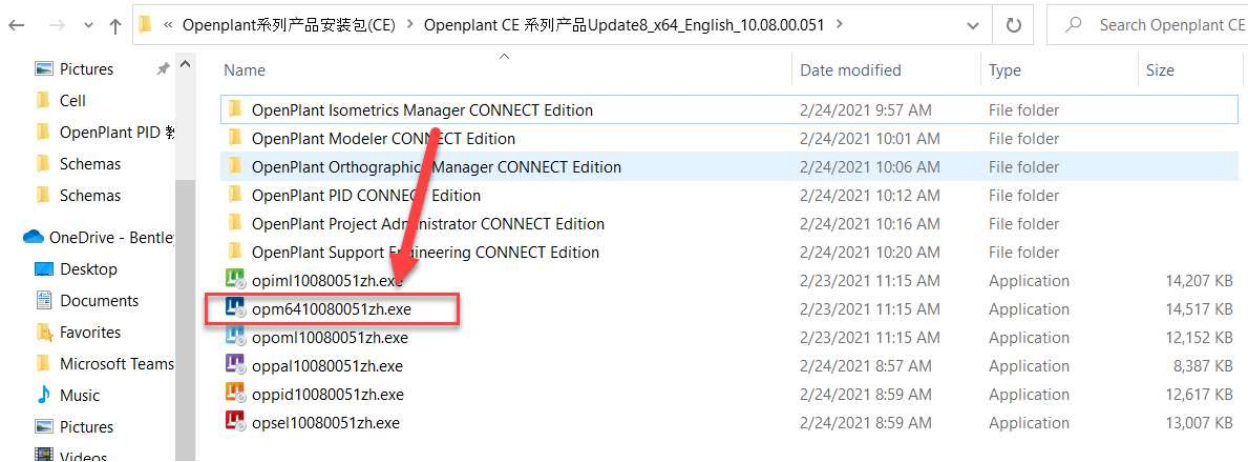 « Openplant系列产品安装包(CE) > Openplant CE 系列产品Update8_x64_English_10.08.00.051 > Search Openplant CE
Name Date modified Type Size
Pictures
Cell
OpenPlant PID
Schemas
Schemas
OneDrive - Bentle
Desktop
Documents
Favorites
Microsoft Teams
Music
Pictures
Videos
OpenPlant Isometrics Manager CONNECT Edition 2/24/2021 9:57 AM File folder
OpenPlant Modeler CONNECT Edition 2/24/2021 10:01 AM File folder
OpenPlant Orthographics Manager CONNECT Edition 2/24/2021 10:06 AM File folder
OpenPlant PID CONNECT Edition 2/24/2021 10:12 AM File folder
OpenPlant Project Administrator CONNECT Edition 2/24/2021 10:16 AM File folder
OpenPlant Support Engineering CONNECT Edition 2/24/2021 10:20 AM File folder
opiml10080051zh.exe 2/23/2021 11:15 AM Application 14,207 KB
opm6410080051zh.exe 2/23/2021 11:15 AM Application 14,517 KB
opoml10080051zh.exe 2/23/2021 11:15 AM Application 12,152 KB
oppal10080051zh.exe 2/24/2021 8:57 AM Application 8,387 KB
oppid10080051zh.exe 2/24/2021 8:59 AM Application 12,617 KB
opsel10080051zh.exe 2/24/2021 8:59 AM Application 13,007 KB